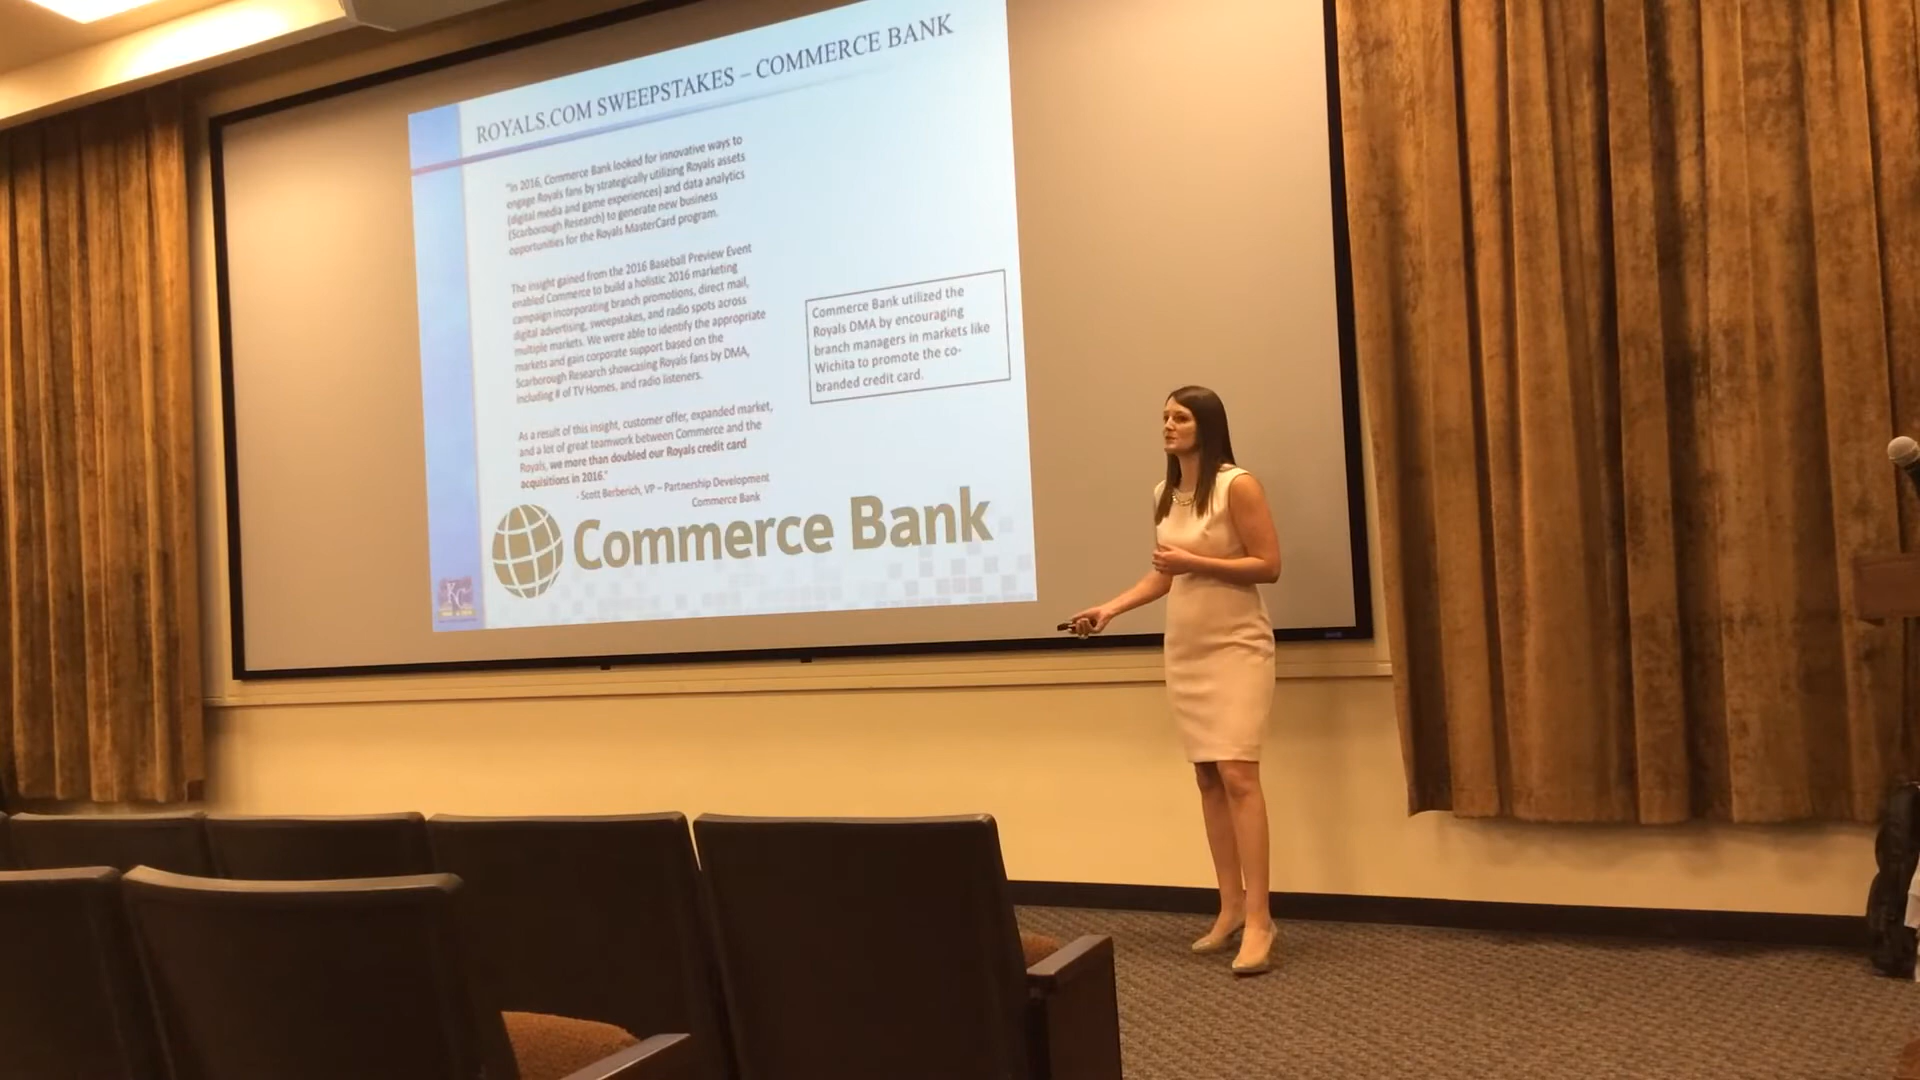 ROYALS.COM SWEEPSTAKES – COMMERCE BANK
"In 2016, Commerce Bank looked for innovative ways to
engage Royals fans by strategically utilizing Royals assets
(digital media and game experiences) and data analytics
(Scarborough Research) to generate new business
opportunities for the Royals MasterCard program.
The insight gained from the 2016 Baseball Preview Event
enabled Commerce to build a holistic 2016 marketing
campaign incorporating branch promotions, direct mail,
digital advertising, sweepstakes, and radio spots across
multiple markets. We were able to identify the appropriate
markets and gain corporate support based on the
Scarborough Research showcasing Royals fans by DMA,
including # of TV Homes, and radio listeners.
As a result of this insight, customer offer, expanded market,
and a lot of great teamwork between Commerce and the
Royals, we more than doubled our Royals credit card
acquisitions in 2016."
- Scott Barberich, VP – Partnership Development
Commerce Bank
Commerce Bank utilized the
Royals DMA by encouraging
branch managers in markets like
Wichita to promote the co-
branded credit card.
Commerce Bank
KC